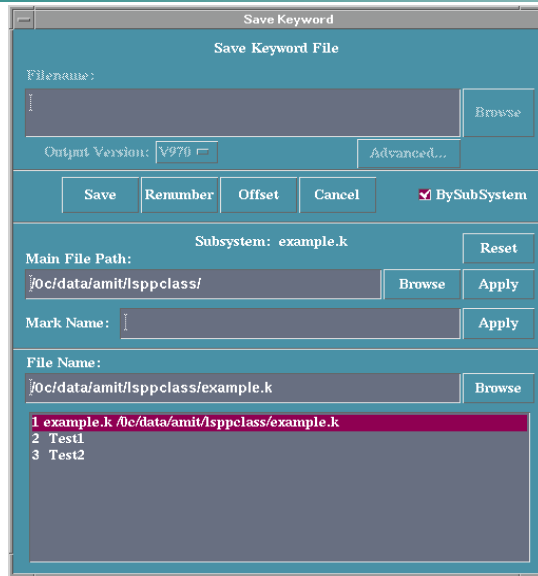 Save Keyword
Save Keyword File
Filename:
Browse
Output Version: V970 Advanced...
Save Renumber Offset Cancel BySubSystem
Subsystem: example.k Reset
Main File Path:
/0c/data/amit/lsppclass/ Browse Apply
Mark Name: Apply
File Name:
/0c/data/amit/lsppclass/example.k Browse
1 example.k /0c/data/amit/lsppclass/example.k
2 Test1
3 Test2